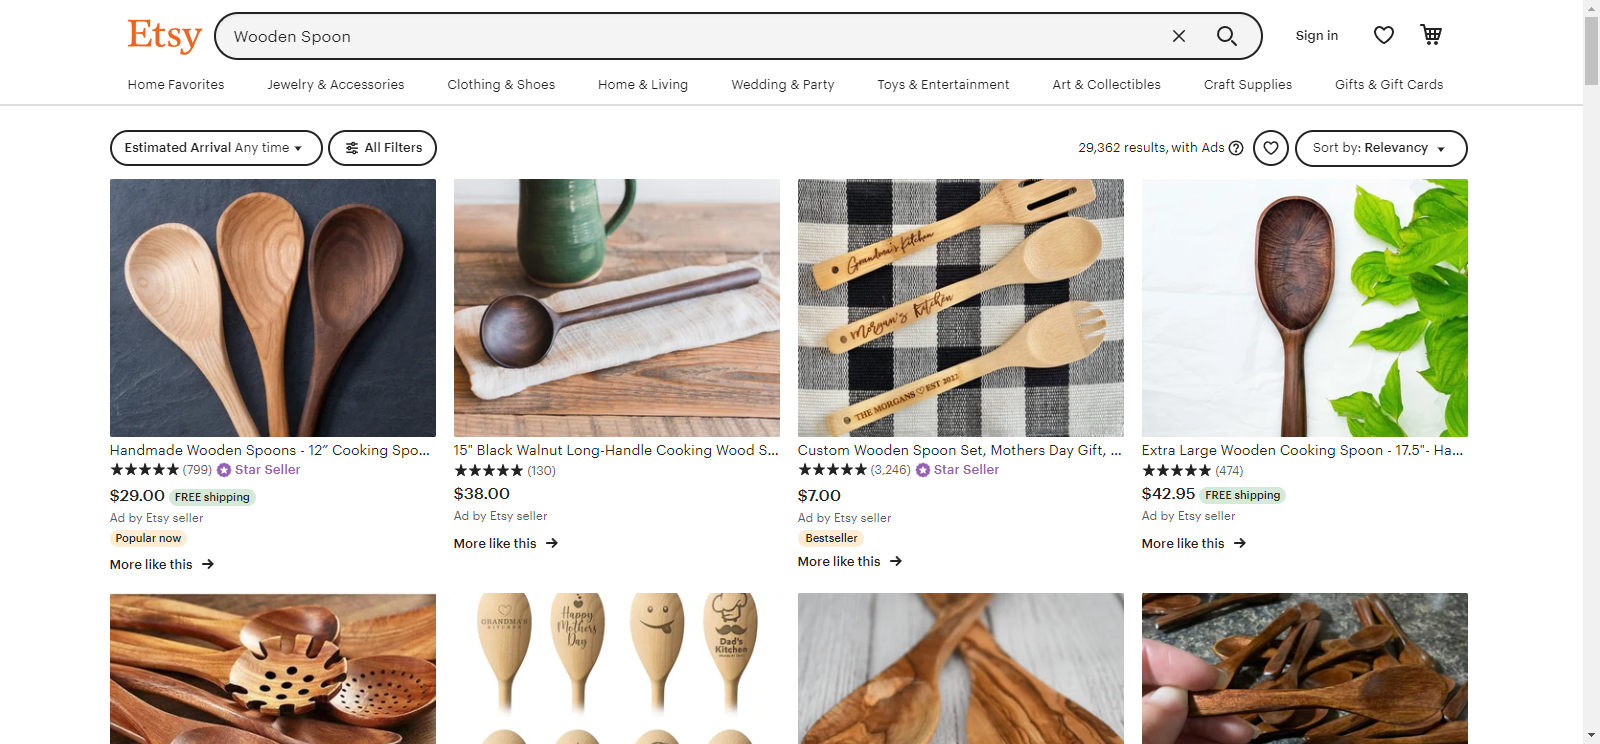 Etsy
Wooden Spoon
Sign in
Home Favorites
Jewelry & Accessories
Clothing & Shoes
Home & Living
Wedding & Party
Toys & Entertainment
Art & Collectibles
Craft Supplies
Gifts & Gift Cards
Estimated Arrival Any time
All Filters
29,362 results, with Ads
Sort by: Relevancy
Grandma's Kitchen
Morgan's Kitchen
THE MORGANS EST 2021
Handmade Wooden Spoons - 12” Cooking Spo...
(799) Star Seller
$29.00 FREE shipping
Ad by Etsy seller
Popular now
More like this
15" Black Walnut Long-Handle Cooking Wood S...
(130)
$38.00
Ad by Etsy seller
More like this
Custom Wooden Spoon Set, Mothers Day Gift, ...
(3,246) Star Seller
$7.00
Ad by Etsy seller
Bestseller
More like this
Extra Large Wooden Cooking Spoon - 17.5"- Ha...
(474)
$42.95 FREE shipping
Ad by Etsy seller
More like this
GRANDMA'S
KITCHEN
Happy
Mothers
Day
Dad's
Kitchen